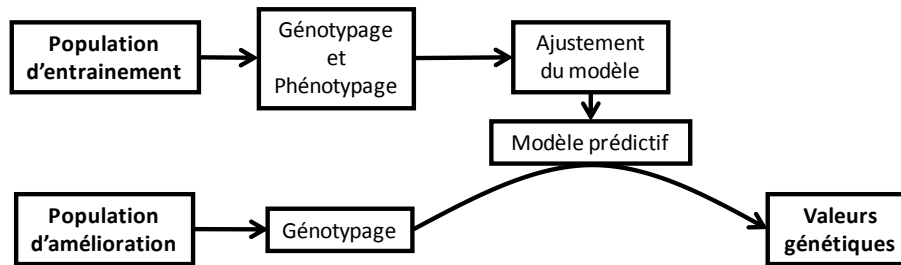 Population
d'entrainement
Génotypage
et
Phénotypage
Ajustement
du modèle
Modèle prédictif
Population
d'amélioration
Génotypage
Valeurs
génétiques